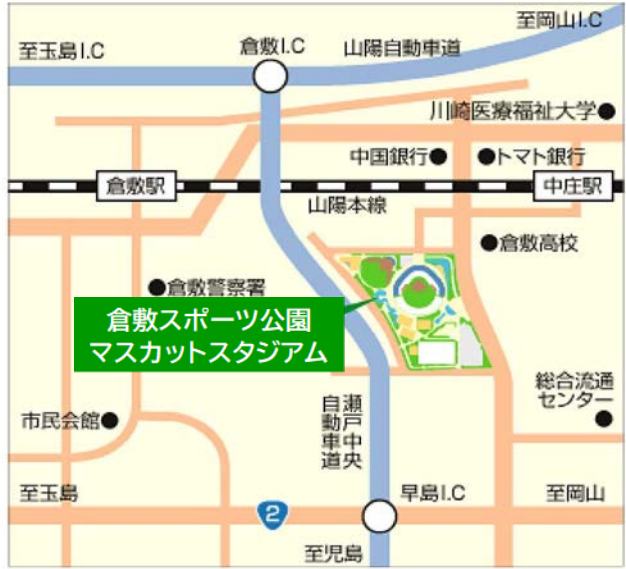 至岡山I.C
倉敷I.C
至玉島I.C
山陽自動車道
川崎医療福祉大学
中国銀行
トマト銀行
倉敷駅
中庄駅
山陽本線
倉敷高校
倉敷警察署
倉敷スポーツ公園
マスカットスタジアム
総合流通
センター
市民会館
瀬戸中央
自動車道
至玉島
早島I.C
至岡山
2
至児島